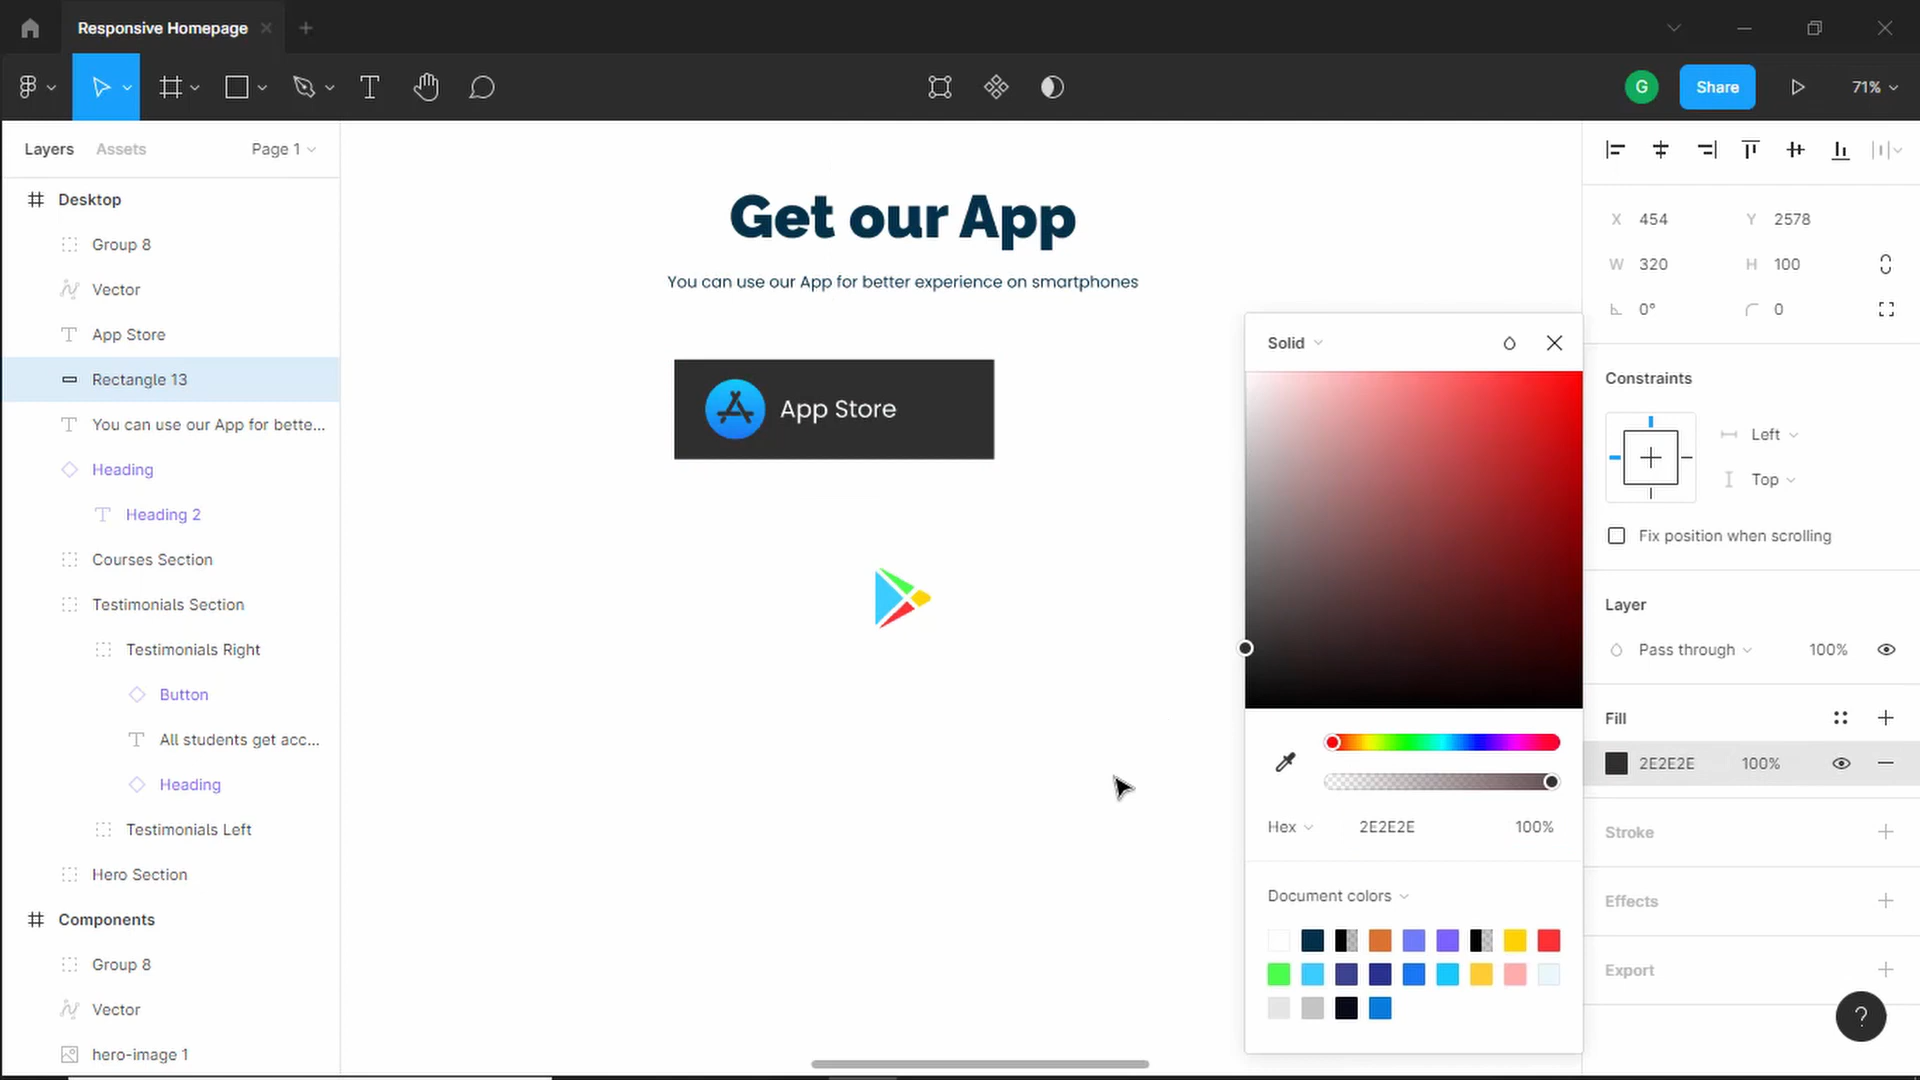 Responsive Homepage
G
Share
71%
Layers
Assets
Page 1
Desktop
Group 8
Vector
App Store
Rectangle 13
You can use our App for bette...
Heading
Heading 2
Courses Section
Testimonials Section
Testimonials Right
Button
All students get acc...
Heading
Testimonials Left
Hero Section
Components
Group 8
Vector
hero-image 1
Get our App
You can use our App for better experience on smartphones
App Store
Solid
Hex
2E2E2E
100%
Document colors
X 454
Y 2578
W 320
H 100
0°
0
Constraints
Left
Top
Fix position when scrolling
Layer
Pass through
100%
Fill
2E2E2E
100%
Stroke
Effects
Export
?